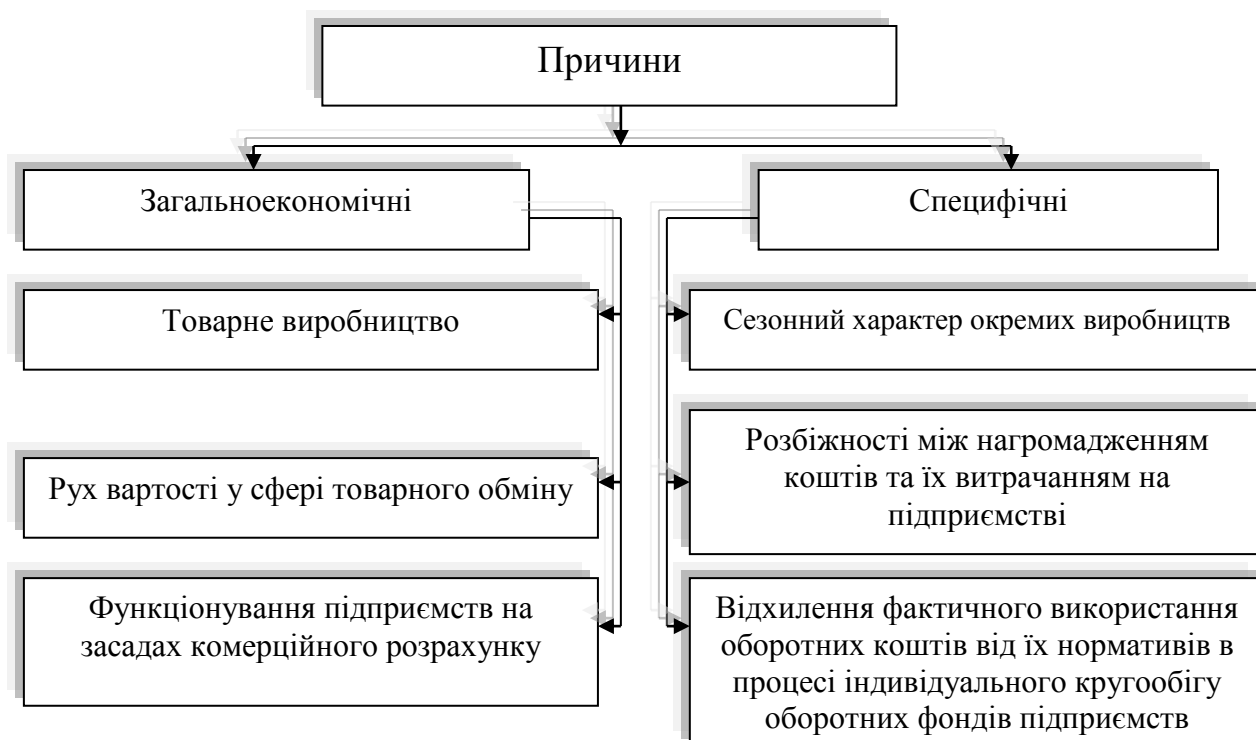 Причини
Загальноекономічні
Специфічні
Товарне виробництво
Сезонний характер окремих виробництв
Рух вартості у сфері товарного обміну
Розбіжності між нагромадженням
коштів та їх витрачанням на
підприємстві
Функціонування підприємств на
засадах комерційного розрахунку
Відхилення фактичного використання
оборотних коштів від їх нормативів в
процесі індивідуального кругообігу
оборотних фондів підприємств